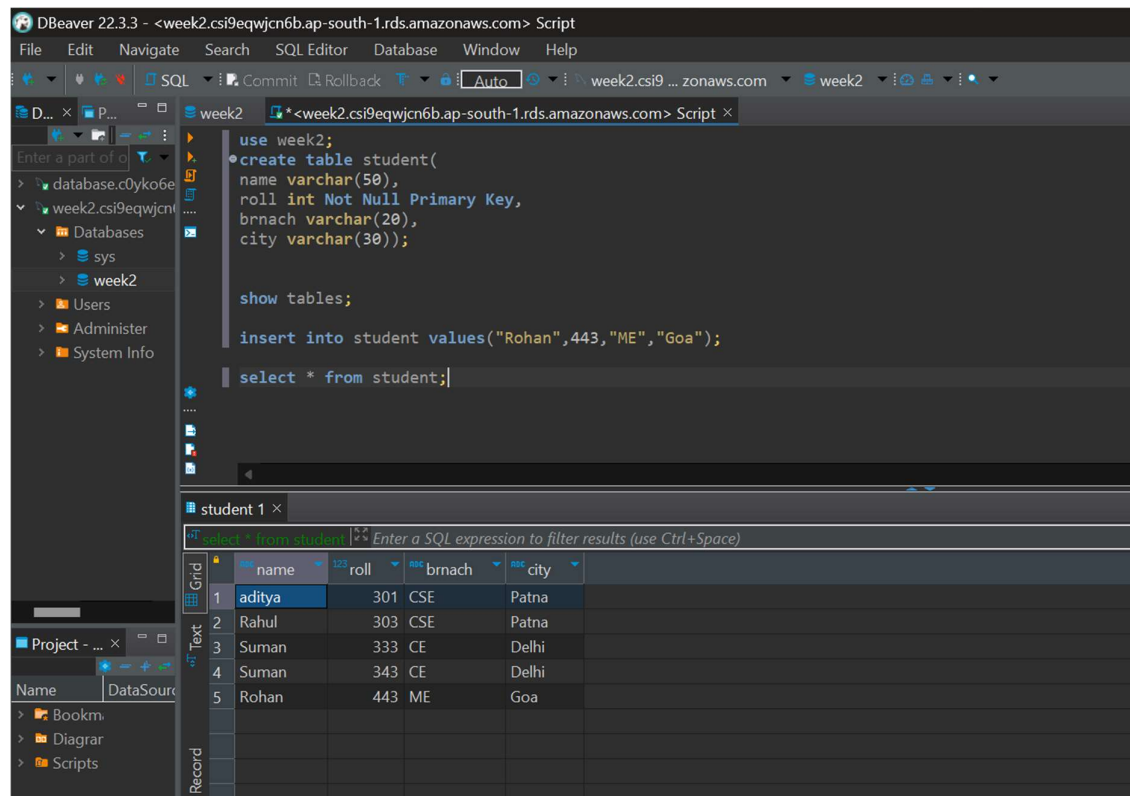 DBeaver 22.3.3 - <week2.csi9eqwjcn6b.ap-south-1.rds.amazonaws.com> Script
File Edit Navigate Search SQL Editor Database Window Help
SQL Commit Rollback Auto week2.csi9 ... zonaws.com week2
D... × P...
week2 *<week2.csi9eqwjcn6b.ap-south-1.rds.amazonaws.com> Script ×
Enter a part of o
database.c0yko6e
week2.csi9eqwjcn
Databases
sys
week2
Users
Administer
System Info
use week2;
create table student(
name varchar(50),
roll int Not Null Primary Key,
brnach varchar(20),
city varchar(30));
show tables;
insert into student values("Rohan",443,"ME","Goa");
select * from student;
student 1 ×
select * from student Enter a SQL expression to filter results (use Ctrl+Space)
Grid
Text
Record
name 123 roll brnach city
1 aditya 301 CSE Patna
2 Rahul 303 CSE Patna
3 Suman 333 CE Delhi
4 Suman 343 CE Delhi
5 Rohan 443 ME Goa
Project - ... ×
Name DataSourc
Bookm
Diagrar
Scripts